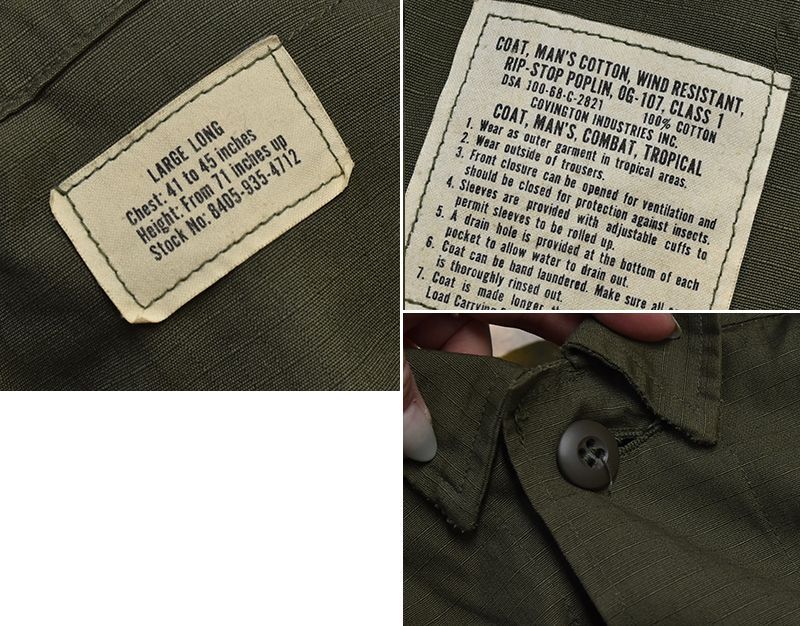 LARGE LONG
Chest: 41 to 45 inches
Height: From 71 inches up
Stock No: 8405-935-4712
COAT, MAN'S COTTON, WIND RESISTANT,
RIP-STOP POPLIN, OG-107, CLASS 1
DSA 100-69-C-2821 100% COTTON
COVINGTON INDUSTRIES INC.
COAT, MAN'S, COMBAT, TROPICAL
1. Wear as outer garment in tropical areas.
2. Wear outside of trousers.
3. Front closure can be opened for ventilation and
should be closed for protection against insects.
4. Sleeves are provided with adjustable cuffs to
permit sleeves to be rolled up.
5. A drain hole is provided at the bottom of each
pocket to allow water to drain out.
6. Coat can be hand laundered. Make sure all
is thoroughly rinsed out.
7. Coat is made longer.
Load Carrying